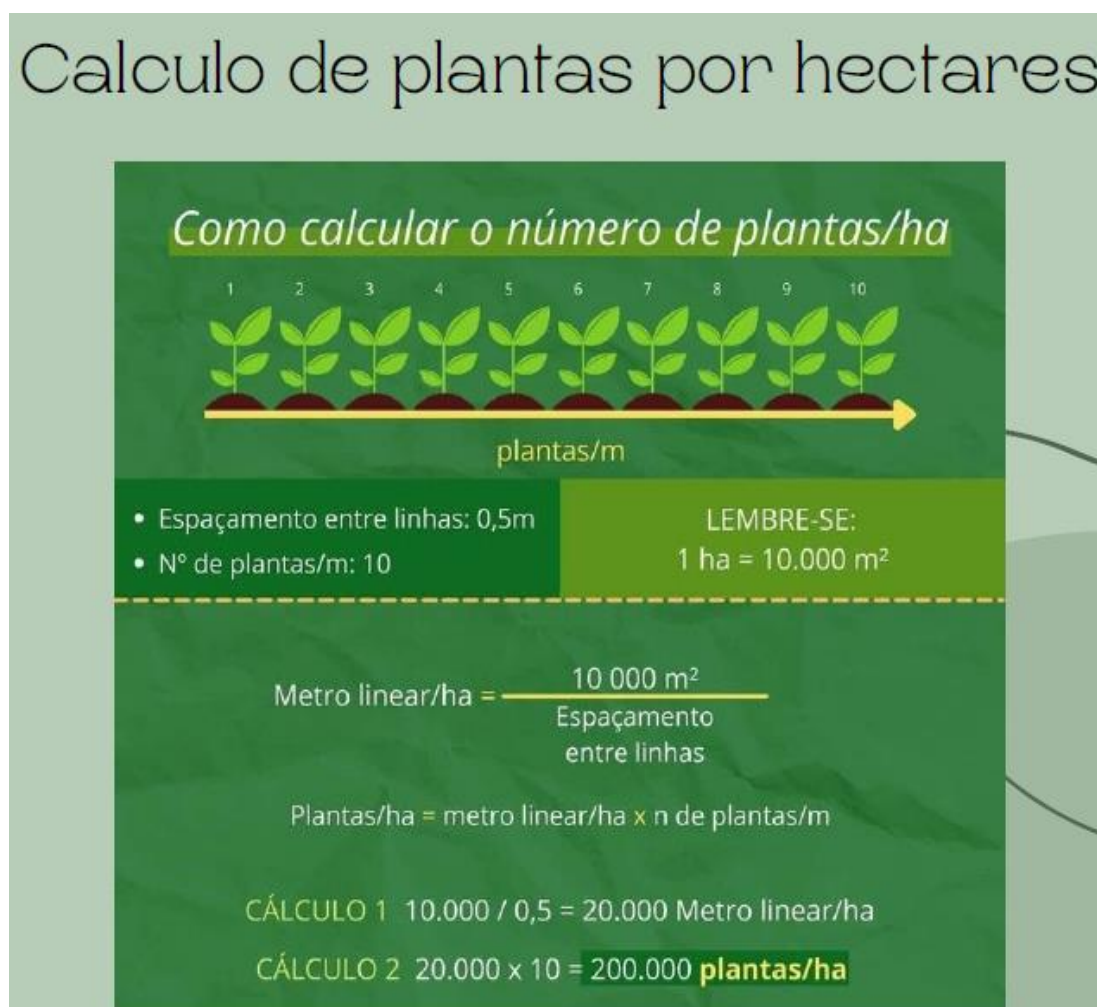 Calculo de plantas por hectares
Como calcular o número de plantas/ha
1 2 3 4 5 6 7 8 9 10
plantas/m
• Espaçamento entre linhas: 0,5m
• Nº de plantas/m: 10
LEMBRE-SE:
1 ha = 10.000 m²
Metro linear/ha = 10 000 m²
Espaçamento
entre linhas
Plantas/ha = metro linear/ha x n de plantas/m
CÁLCULO 1 10.000 / 0,5 = 20.000 Metro linear/ha
CÁLCULO 2 20.000 x 10 = 200.000 plantas/ha